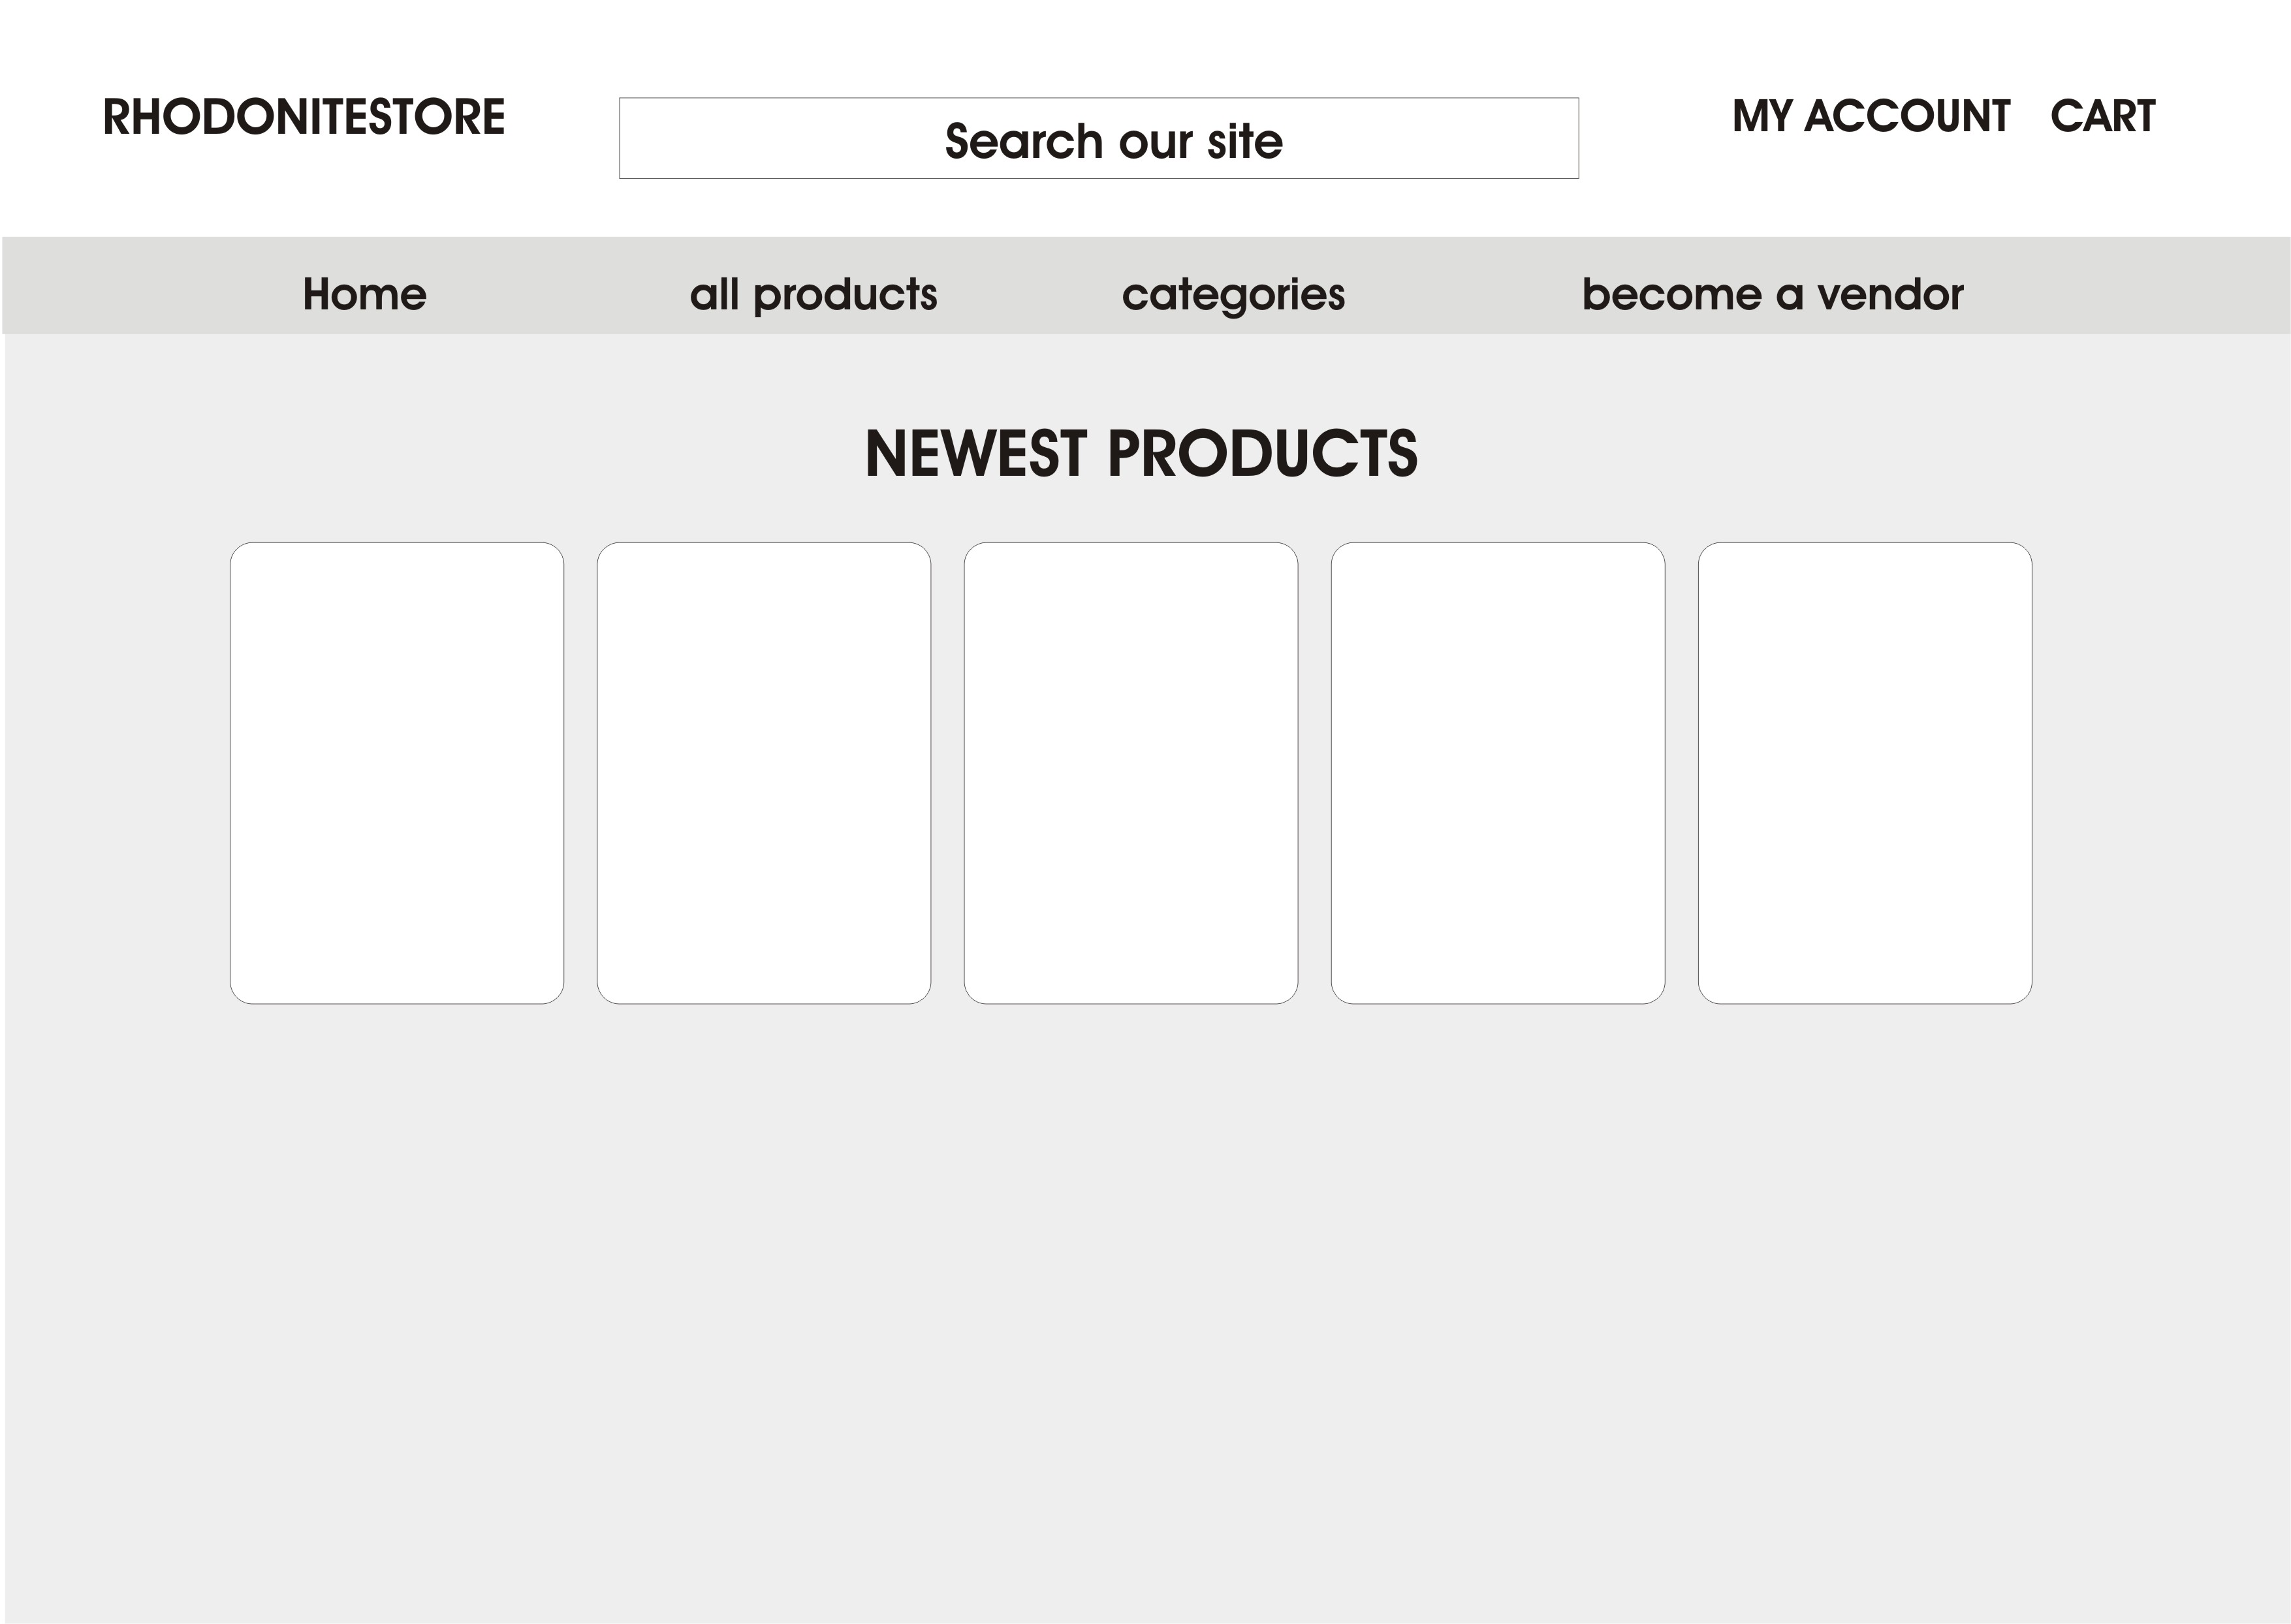 RHODONITESTORE
Search our site
MY ACCOUNT CART
Home all products categories become a vendor
NEWEST PRODUCTS